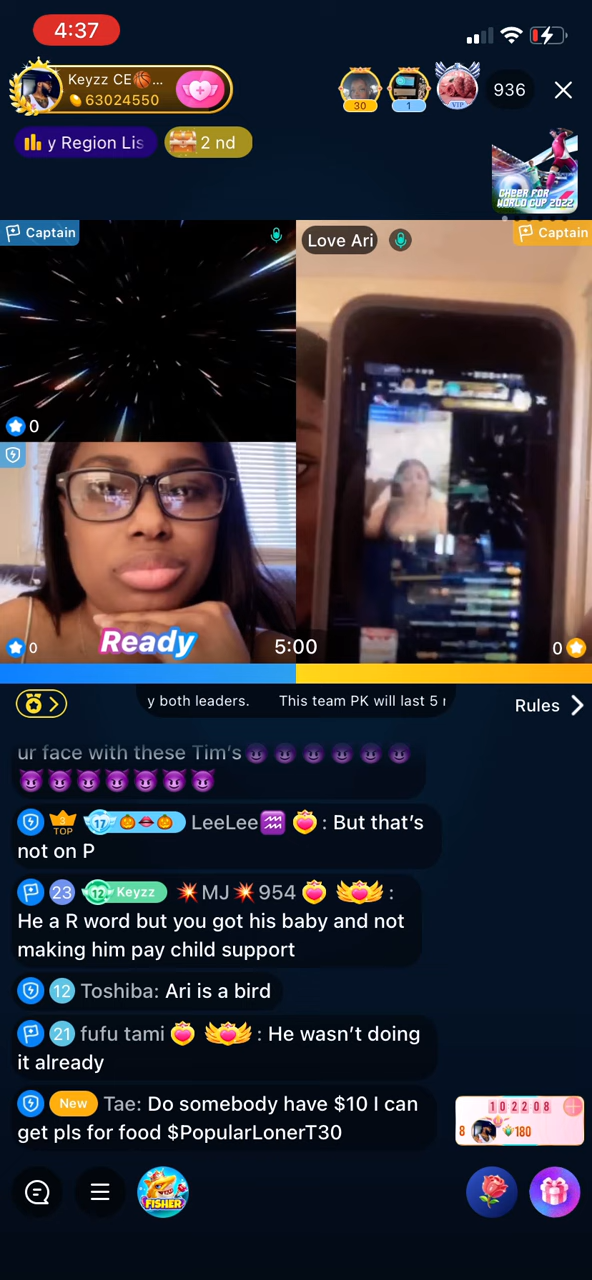 4:37
Keyzz CE🏀...
63024550
30
1
VIP
936
y Region Lis
2 nd
CHEER FOR
WORLD CUP 2022
Captain
Love Ari
Captain
0
0
Ready
5:00
0
y both leaders. This team PK will last 5
Rules
ur face with these Tim's😈😈😈😈😈😈
😈😈😈😈😈😈😈
3
TOP
17 🎃👄🎃 LeeLee♒ : But that's
not on P
23 12 Keyzz 💥MJ💥954 :
He a R word but you got his baby and not
making him pay child support
12 Toshiba: Ari is a bird
21 fufu tami : He wasn't doing
it already
New Tae: Do somebody have $10 I can
get pls for food $PopularLonerT30
102208
8 180
FISHER